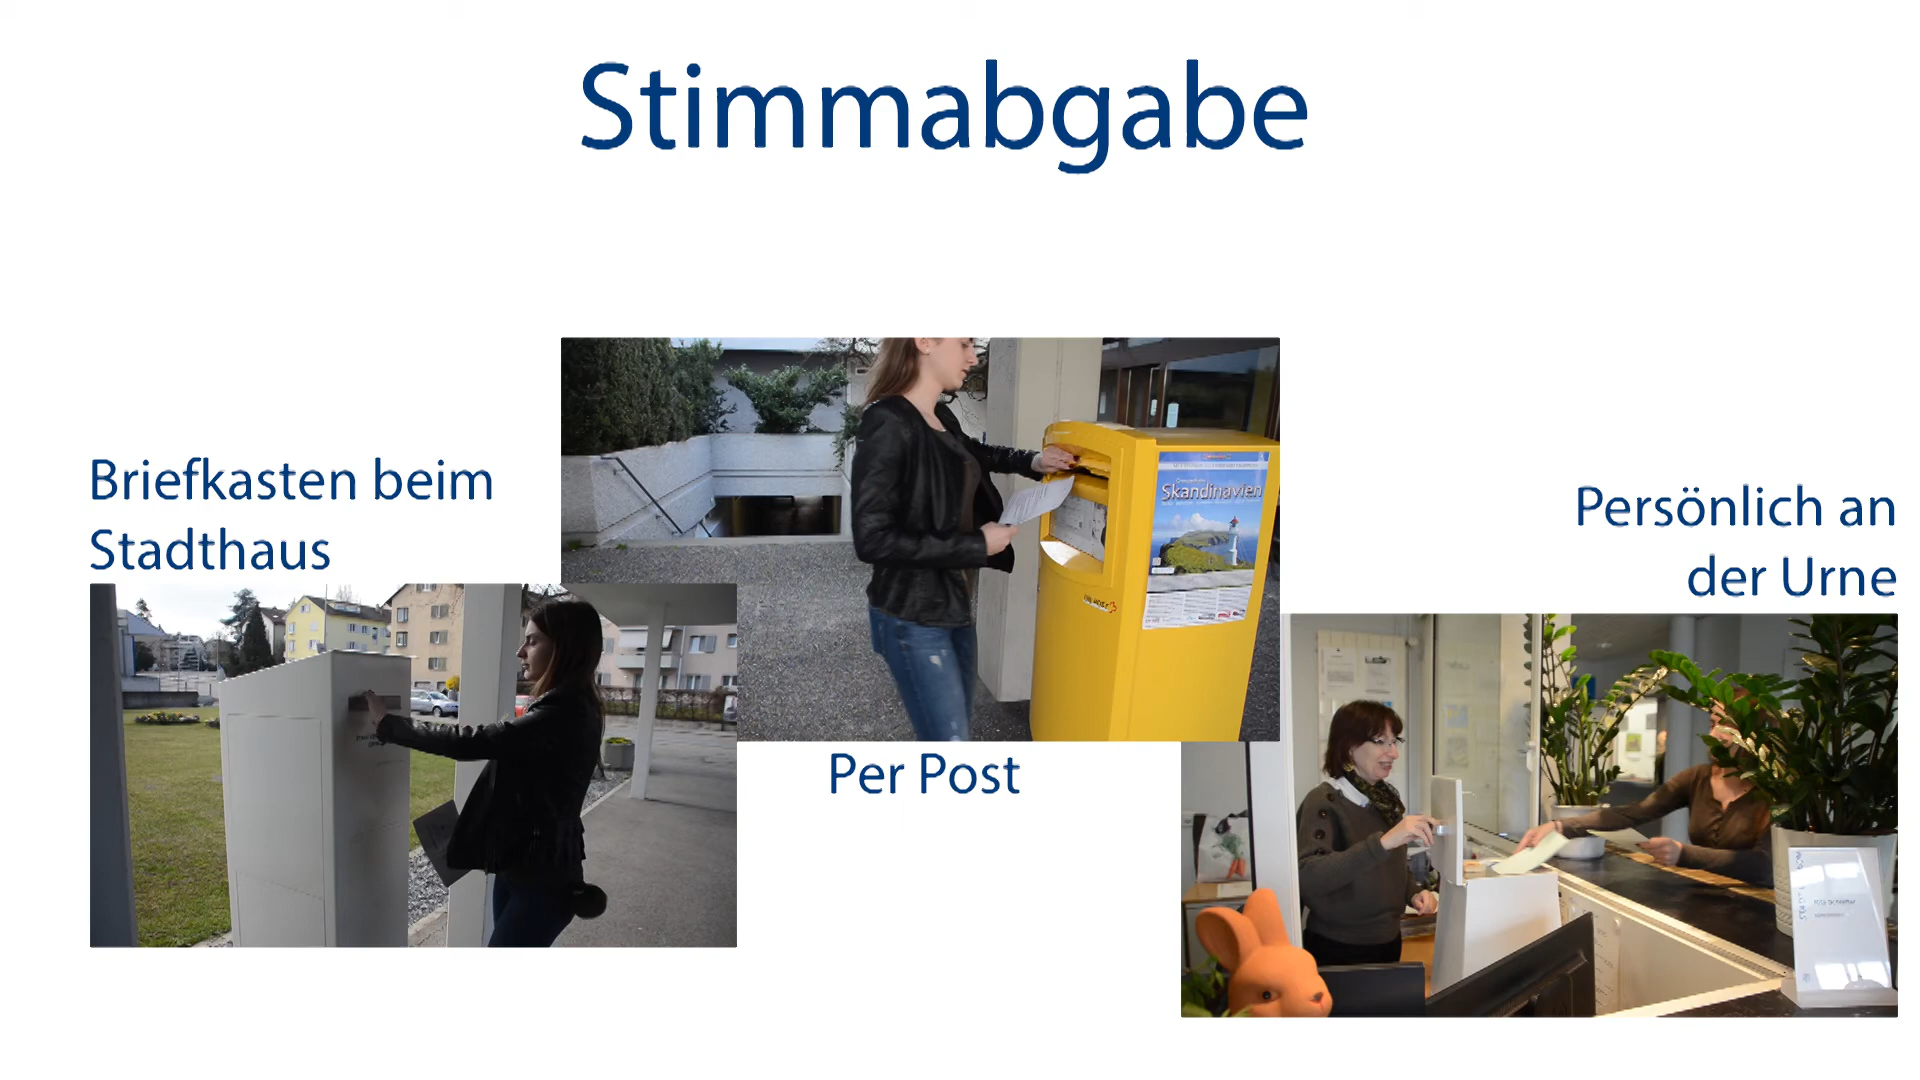 Stimmabgabe
Briefkasten beim
Stadthaus
Per Post
Persönlich an
der Urne
Skandinavien